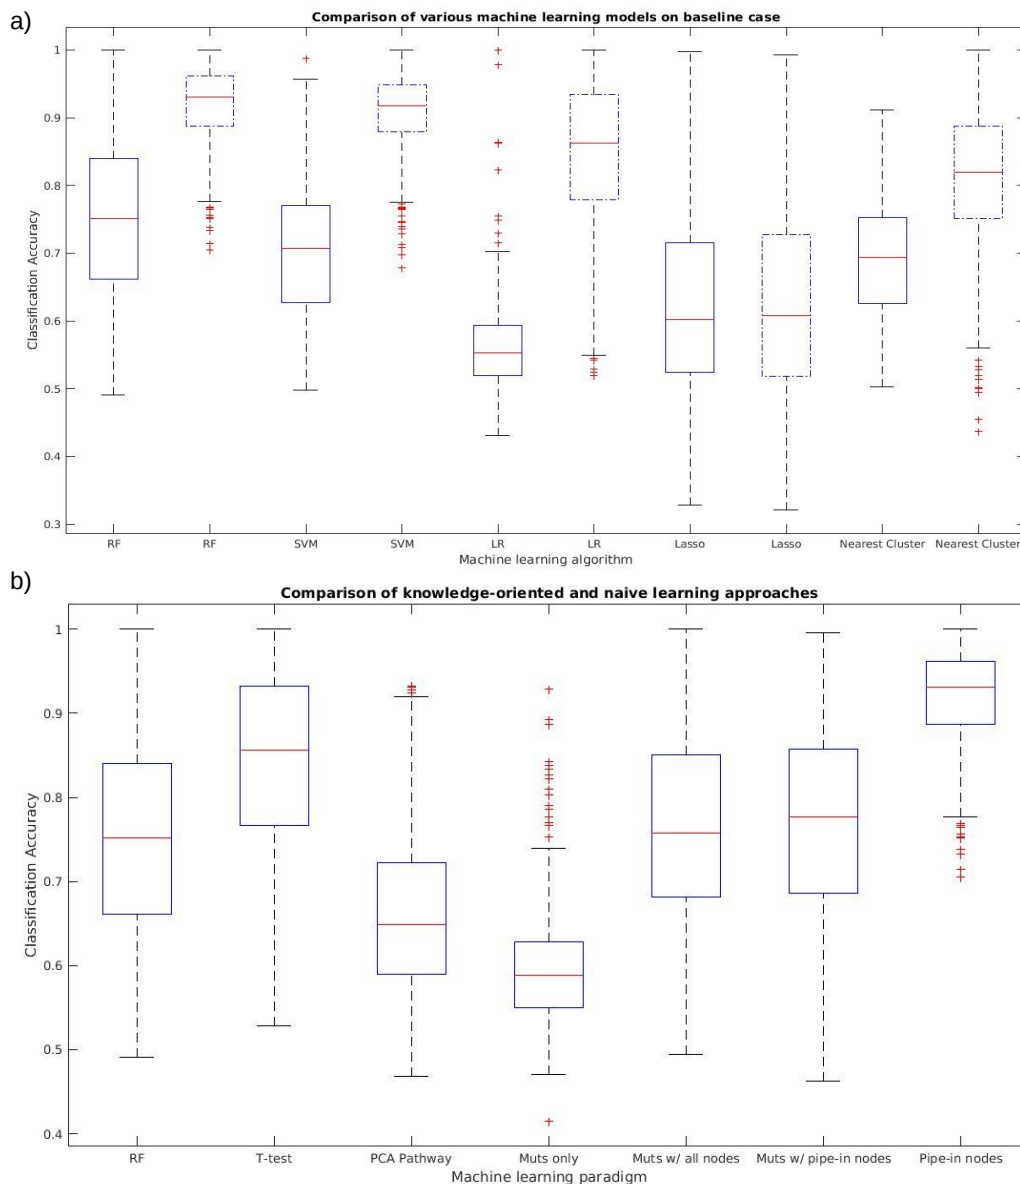 a)
Comparison of various machine learning models on baseline case
1
0.9
0.8
0.7
0.6
0.5
0.4
0.3
Classification Accuracy
RF RF SVM SVM LR LR Lasso Lasso Nearest Cluster Nearest Cluster
Machine learning algorithm
b)
Comparison of knowledge-oriented and naive learning approaches
1
0.9
0.8
0.7
0.6
0.5
0.4
Classification Accuracy
RF T-test PCA Pathway Muts only Muts w/ all nodes Muts w/ pipe-in nodes Pipe-in nodes
Machine learning paradigm